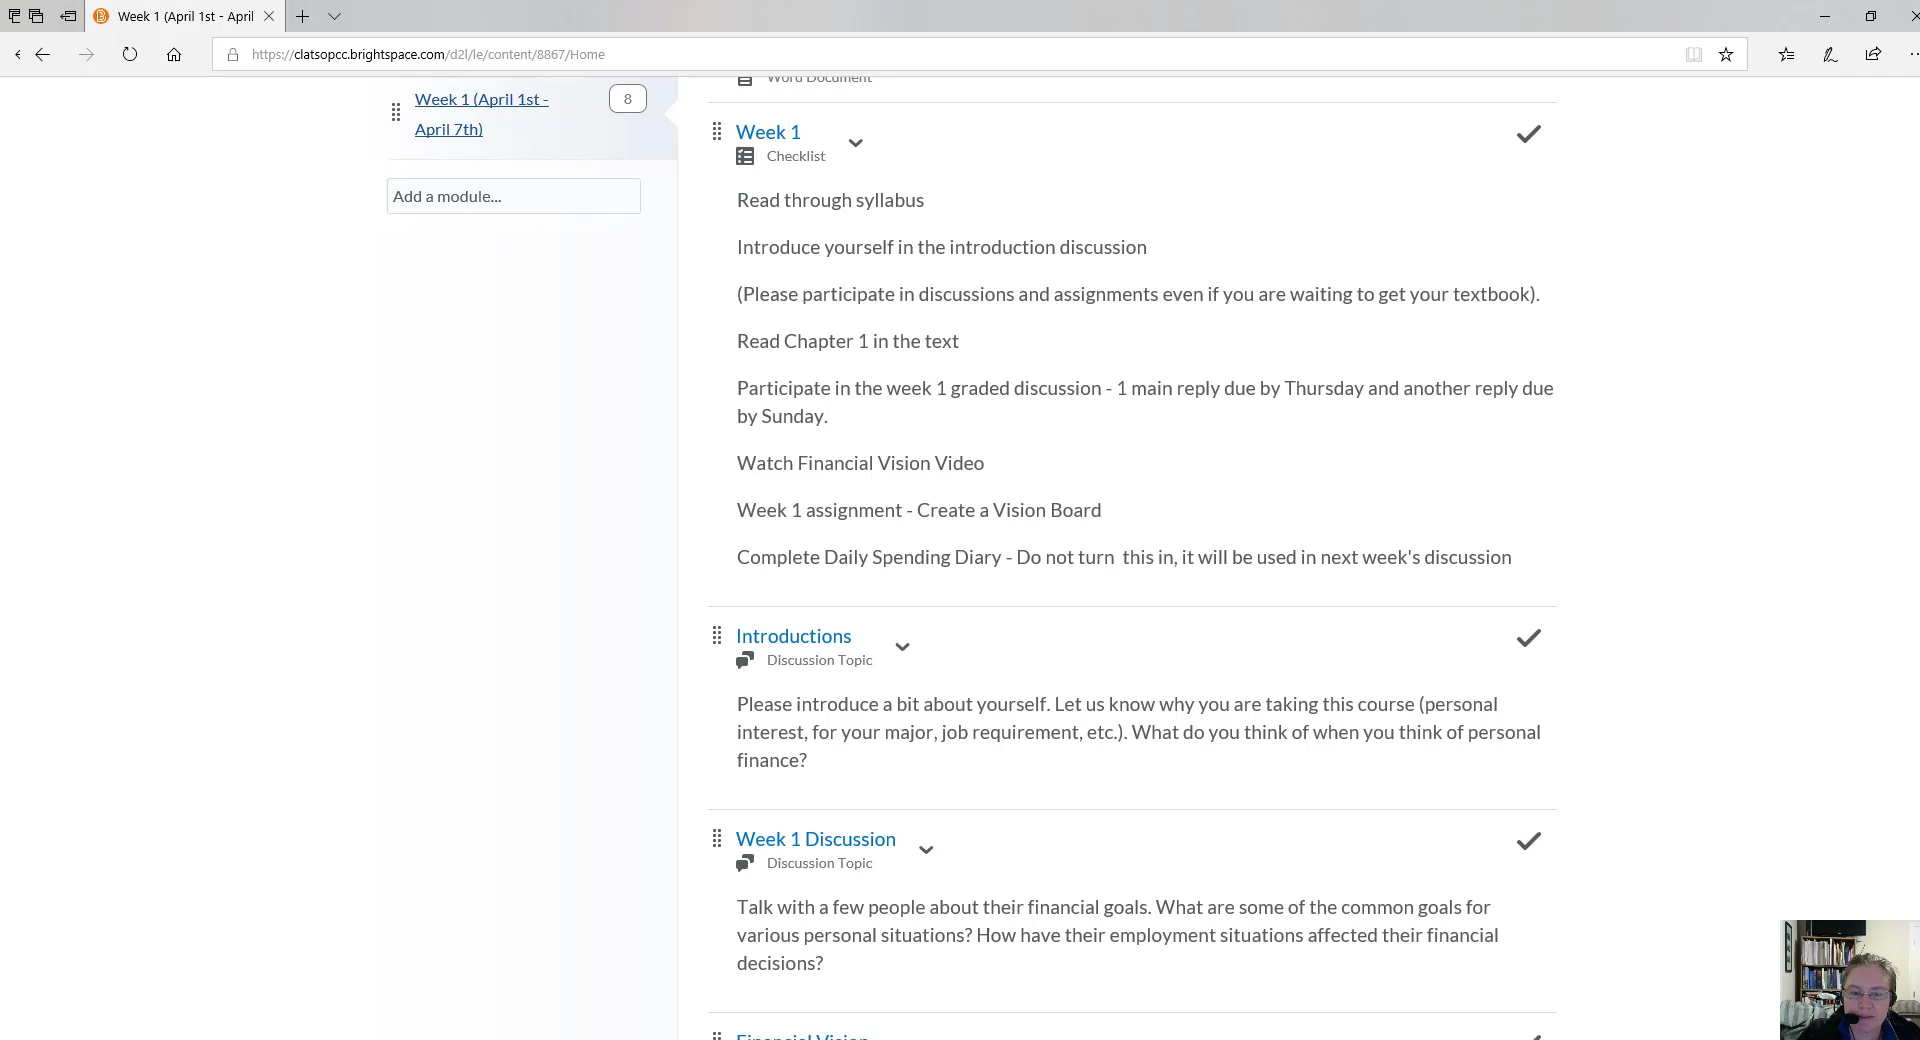 Week 1 (April 1st - April
https://clatsopcc.brightspace.com/d2l/le/content/8867/Home
Word Document
Week 1 (April 1st -
April 7th)
8
Add a module...
Week 1
Checklist
Read through syllabus
Introduce yourself in the introduction discussion
(Please participate in discussions and assignments even if you are waiting to get your textbook).
Read Chapter 1 in the text
Participate in the week 1 graded discussion - 1 main reply due by Thursday and another reply due
by Sunday.
Watch Financial Vision Video
Week 1 assignment - Create a Vision Board
Complete Daily Spending Diary - Do not turn  this in, it will be used in next week's discussion
Introductions
Discussion Topic
Please introduce a bit about yourself. Let us know why you are taking this course (personal
interest, for your major, job requirement, etc.). What do you think of when you think of personal
finance?
Week 1 Discussion
Discussion Topic
Talk with a few people about their financial goals. What are some of the common goals for
various personal situations? How have their employment situations affected their financial
decisions?
Financial Vision